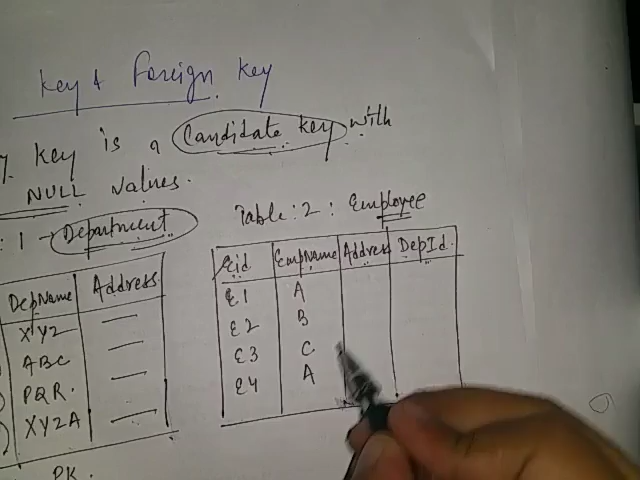 Key & Foreign Key
Y. Key is a Candidate key with
NULL values.
: 1 - Department
DepName Address
XYZ
ABC
PQR.
XYZA
PK.
Table : 2 : Employee
Eid EmpName Address DepId.
E1 A
E2 B
E3 C
E4 A